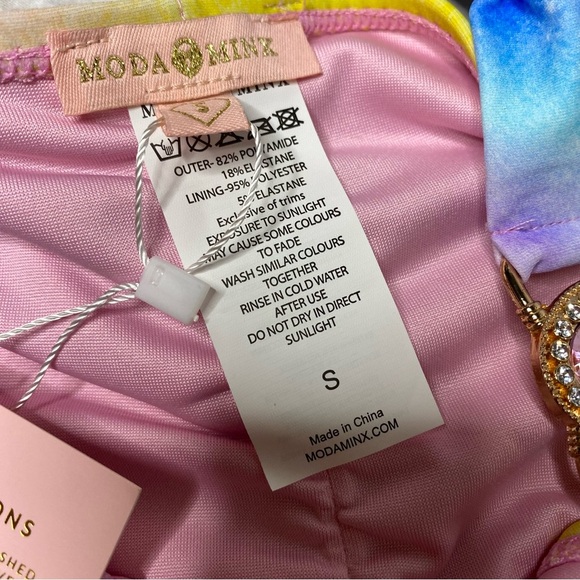 MODA MINX
S
OUTER- 82% POLYAMIDE
18% ELASTANE
LINING-95% POLYESTER
5% ELASTANE
Exclusive of trims
EXPOSURE TO SUNLIGHT
MAY CAUSE SOME COLOURS
TO FADE
WASH SIMILAR COLOURS
TOGETHER
RINSE IN COLD WATER
AFTER USE
DO NOT DRY IN DIRECT
SUNLIGHT
S
Made in China
MODAMINX.COM
ONS
SHED